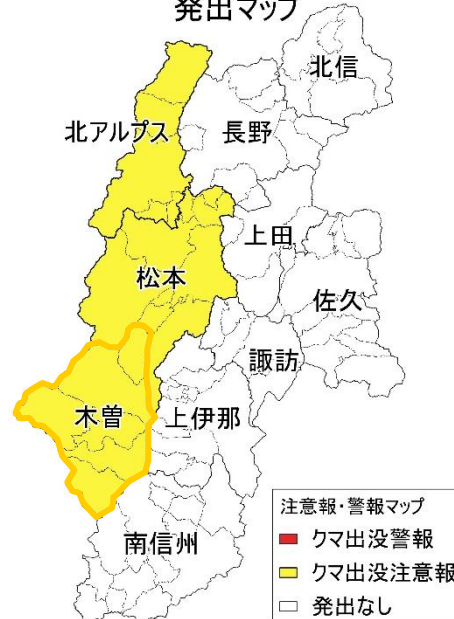 発出マップ
北信
北アルプス
長野
上田
松本
佐久
諏訪
木曽
上伊那
南信州
注意報・警報マップ
クマ出没警報
クマ出没注意報
発出なし